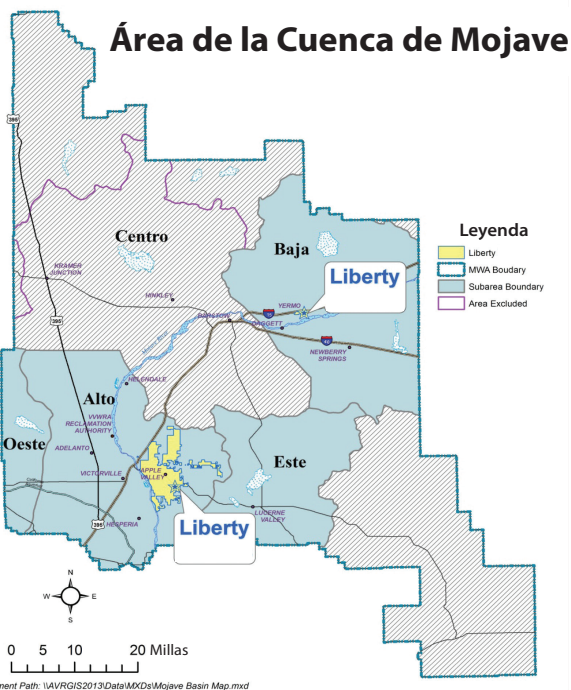 Área de la Cuenca de Mojave
395
Centro
KRAMER
JUNCTION
HINKLEY
395
Baja
Liberty
YERMO
BARSTOW
DAGGETT
NEWBERRY
SPRINGS
Leyenda
Liberty
MWA Boudary
Subarea Boundary
Area Excluded
Mojave River
HELENDALE
Alto
VVWRA
RECLAMATION
AUTHORITY
Oeste
ADELANTO
VICTORVILLE
APPLE
VALLEY
Este
LUCERNE
VALLEY
395
HESPERIA
Liberty
N
W
E
S
0 5 10 20 Millas
ment Path: \\AVRGIS2013\Data\MXDs\Mojave Basin Map.mxd